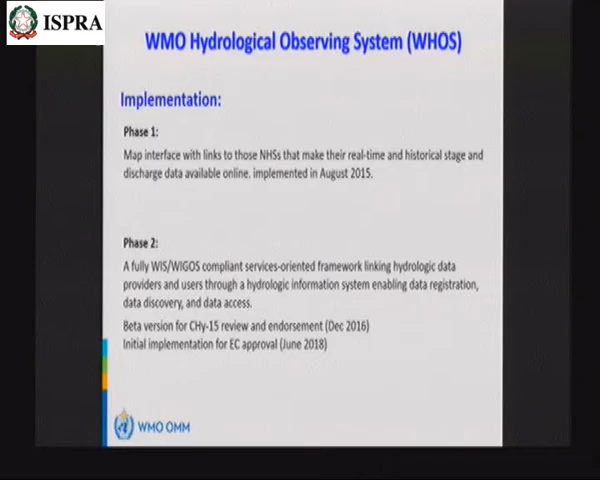 ISPRA
WMO Hydrological Observing System (WHOS)
Implementation:
Phase 1:
Map interface with links to those NHSs that make their real-time and historical stage and
discharge data available online. implemented in August 2015.
Phase 2:
A fully WIS/WIGOS compliant services-oriented framework linking hydrologic data
providers and users through a hydrologic information system enabling data registration,
data discovery, and data access.
Beta version for CHy-15 review and endorsement (Dec 2016)
Initial implementation for EC approval (June 2018)
WMO OMM